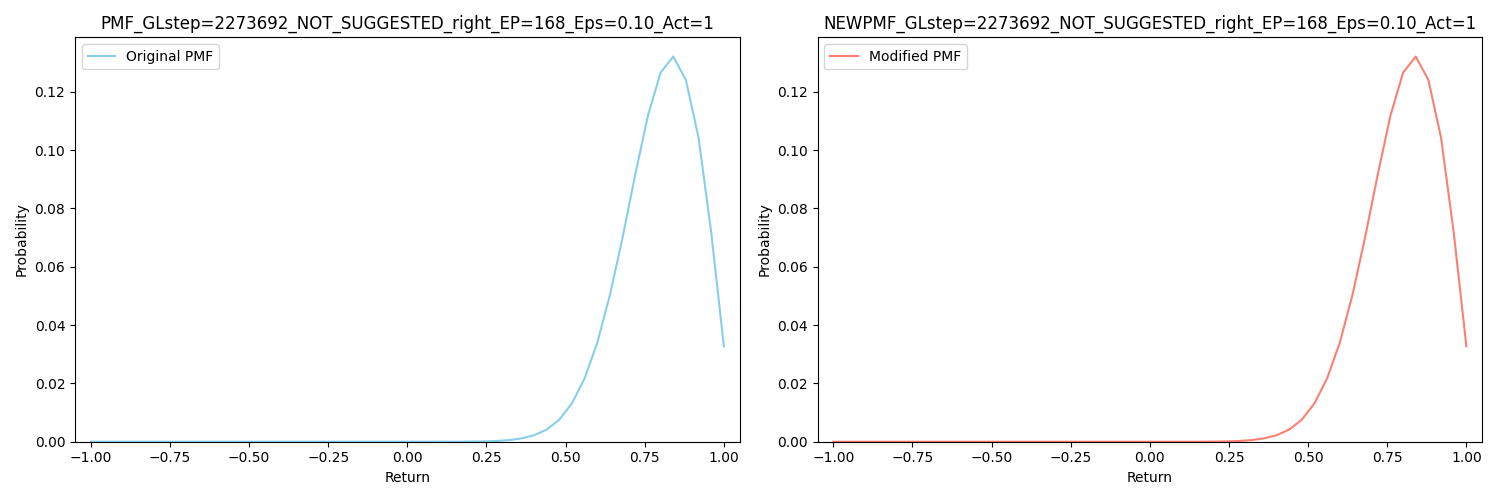 PMF_GLstep=2273692_NOT_SUGGESTED_right_EP=168_Eps=0.10_Act=1
Original PMF
Probability
0.12
0.10
0.08
0.06
0.04
0.02
0.00
−1.00 −0.75 −0.50 −0.25 0.00 0.25 0.50 0.75 1.00
Return
NEWPMF_GLstep=2273692_NOT_SUGGESTED_right_EP=168_Eps=0.10_Act=1
Modified PMF
Probability
0.12
0.10
0.08
0.06
0.04
0.02
0.00
−1.00 −0.75 −0.50 −0.25 0.00 0.25 0.50 0.75 1.00
Return